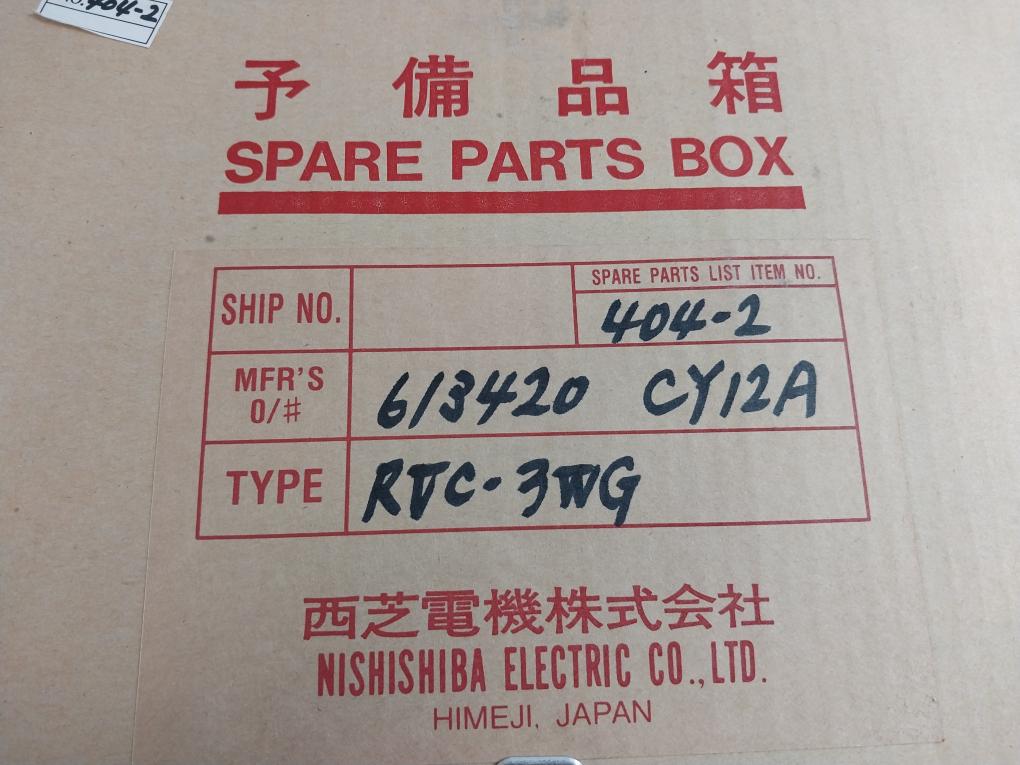 NO. 404-2
予備品箱
SPARE PARTS BOX
SHIP NO.
SPARE PARTS LIST ITEM NO.
404-2
MFR'S
O/#
613420 CY12A
TYPE
RVC-3WG
西芝電機株式会社
NISHISHIBA ELECTRIC CO., LTD.
HIMEJI, JAPAN